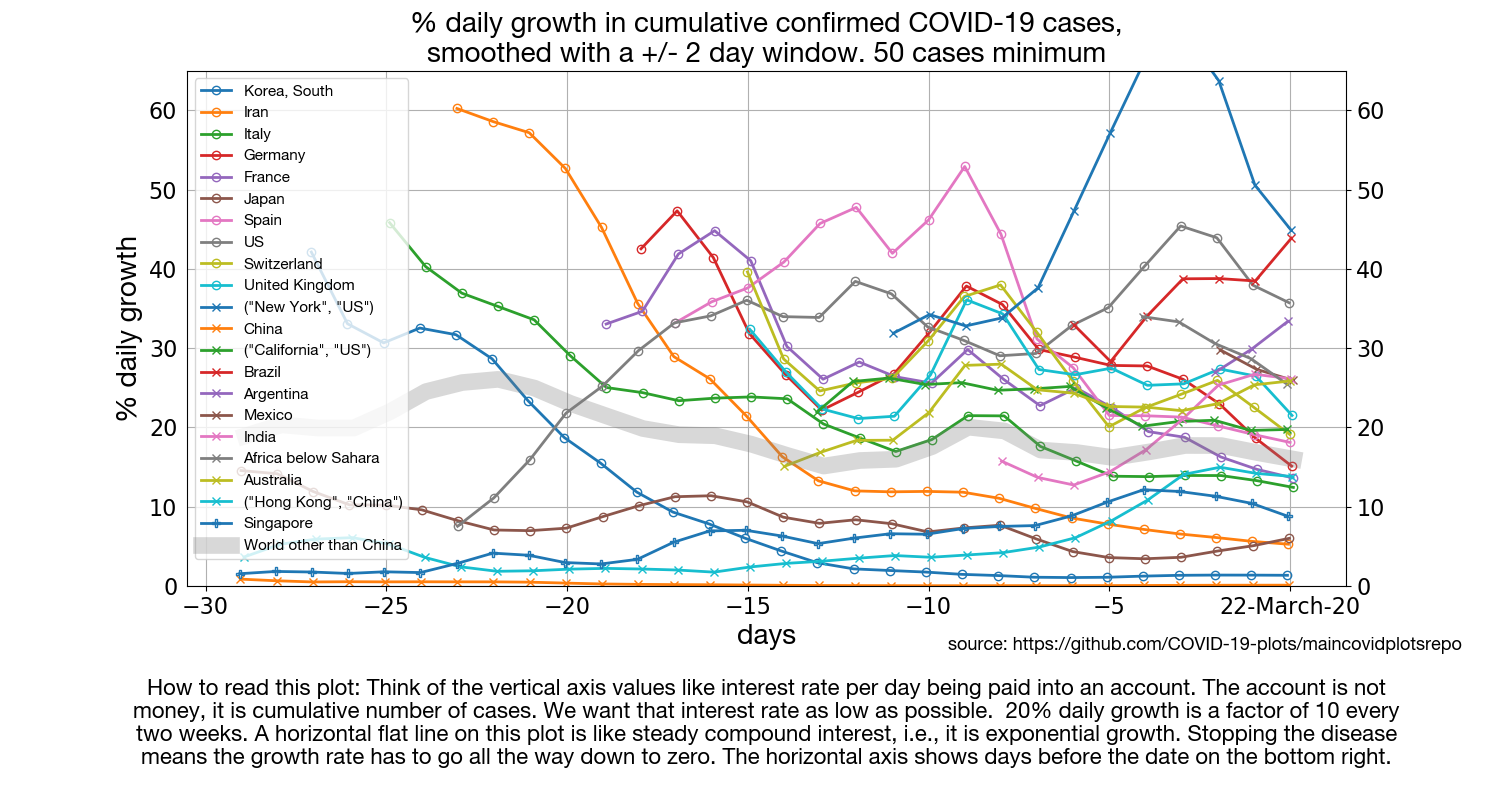 % daily growth in cumulative confirmed COVID-19 cases,
smoothed with a +/- 2 day window. 50 cases minimum
% daily growth
60
50
40
30
20
10
0
Korea, South
Iran
Italy
Germany
France
Japan
Spain
US
Switzerland
United Kingdom
("New York", "US")
China
("California", "US")
Brazil
Argentina
Mexico
India
Africa below Sahara
Australia
("Hong Kong", "China")
Singapore
World other than China
60
50
40
30
20
10
0
−30 −25 −20 −15 −10 −5 22-March-20
days
source: https://github.com/COVID-19-plots/maincovidplotsrepo
How to read this plot: Think of the vertical axis values like interest rate per day being paid into an account. The account is not
money, it is cumulative number of cases. We want that interest rate as low as possible.  20% daily growth is a factor of 10 every
two weeks. A horizontal flat line on this plot is like steady compound interest, i.e., it is exponential growth. Stopping the disease
means the growth rate has to go all the way down to zero. The horizontal axis shows days before the date on the bottom right.